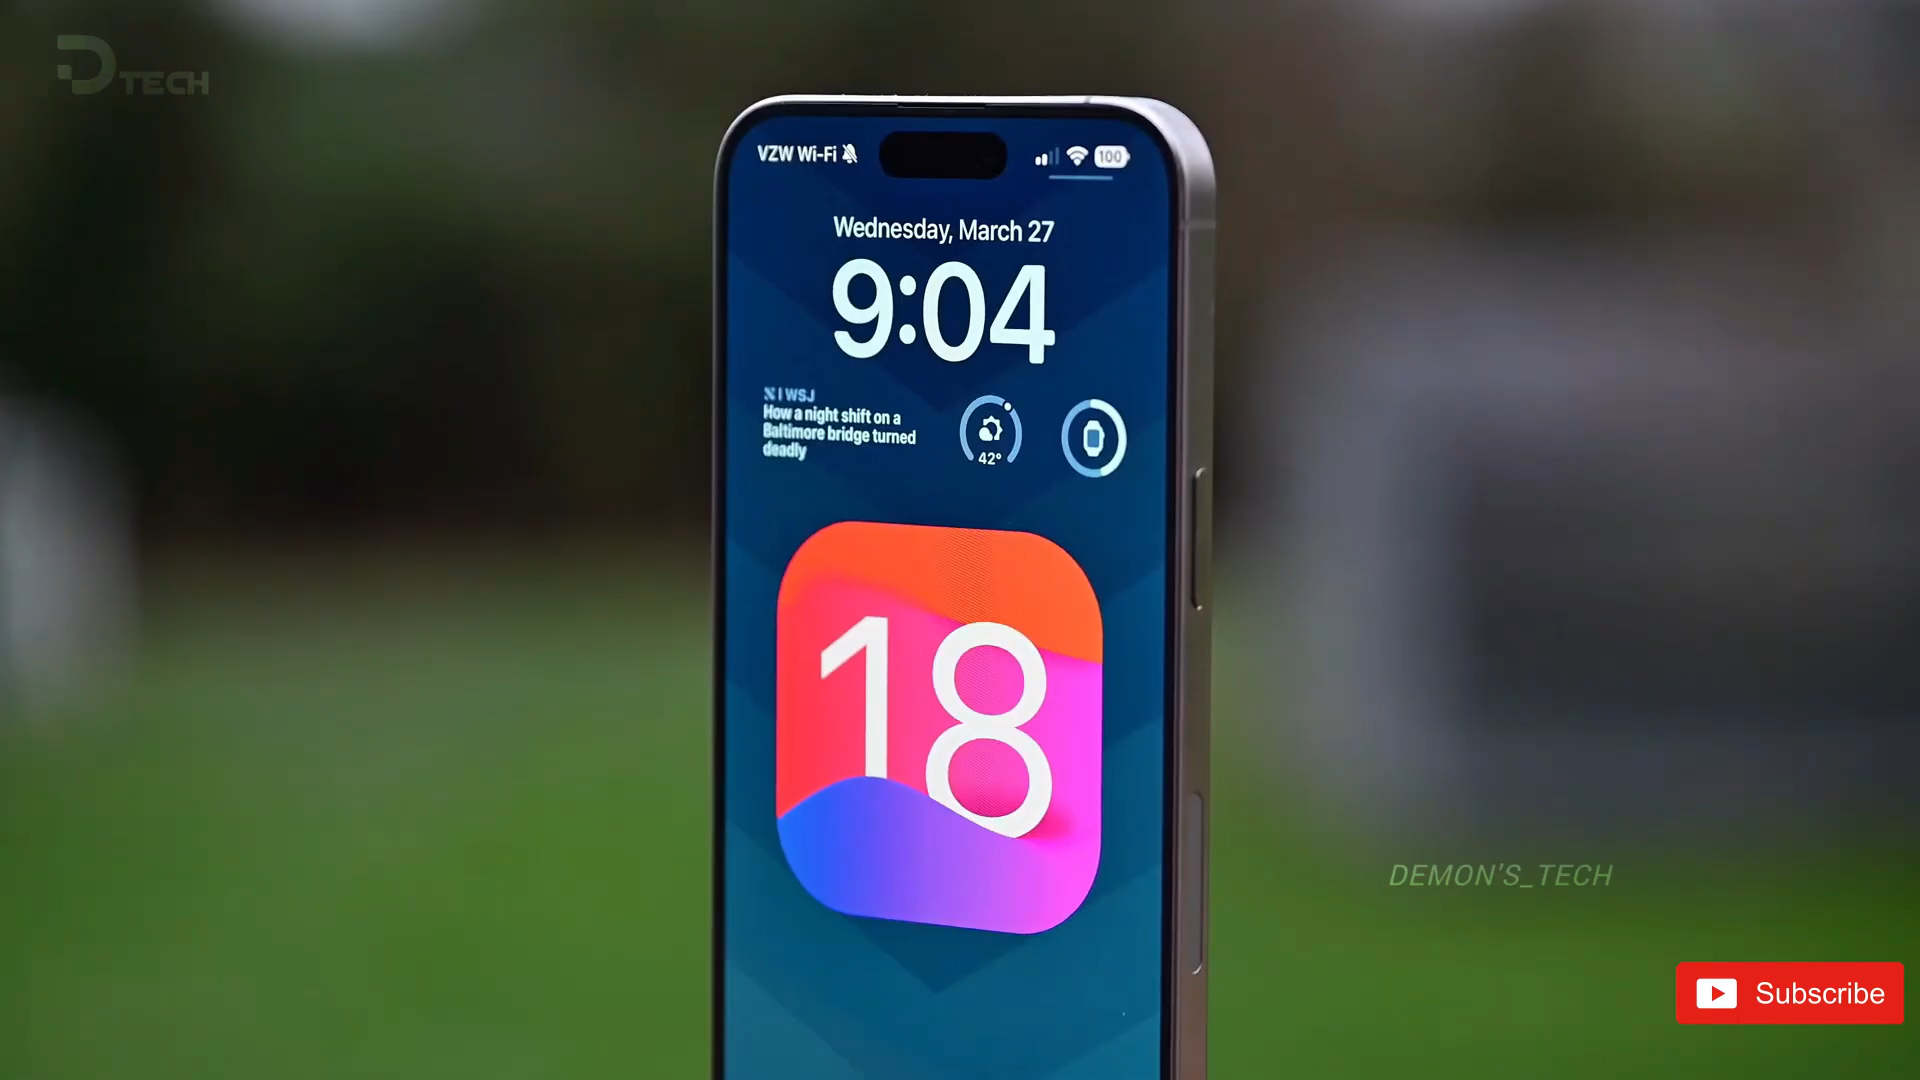 D TECH
VZW Wi-Fi
100
Wednesday, March 27
9:04
WSJ
How a night shift on a
Baltimore bridge turned
deadly
42°
18
DEMON'S_TECH
Subscribe